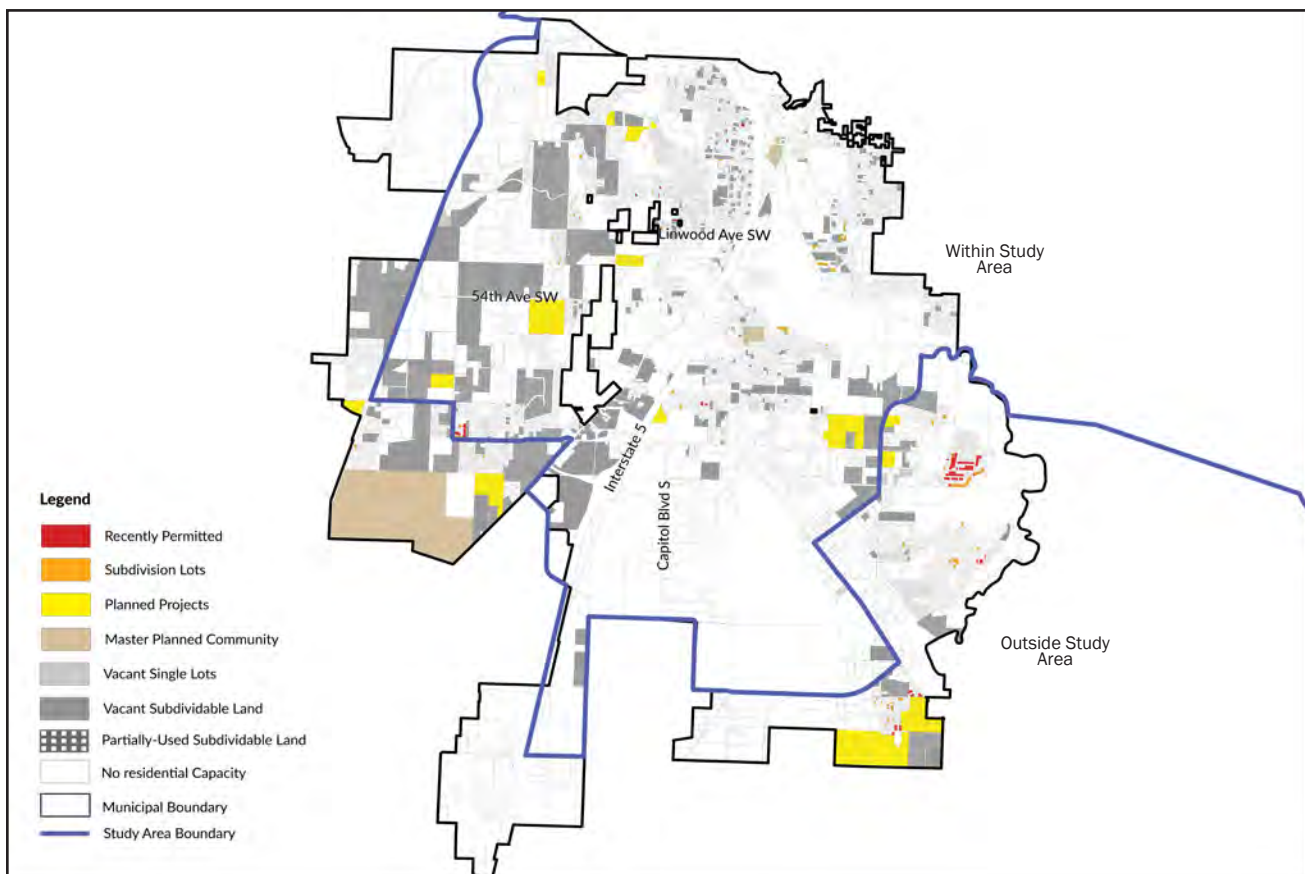 Linwood Ave SW
Within Study
Area
54th Ave SW
Interstate 5
Capitol Blvd S
Outside Study
Area
Legend
Recently Permitted
Subdivision Lots
Planned Projects
Master Planned Community
Vacant Single Lots
Vacant Subdividable Land
Partially-Used Subdividable Land
No residential Capacity
Municipal Boundary
Study Area Boundary